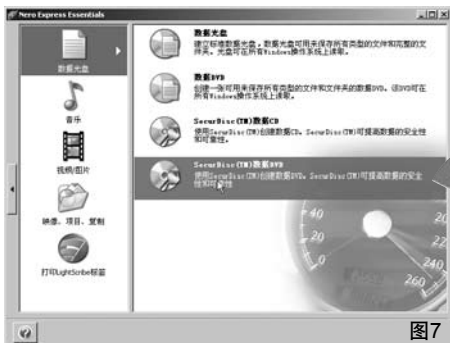 Nero Express Essentials
数据光盘
音乐
视频/图片
映像、项目、复制
打印LightScribe标签
数据光盘
建立标准数据光盘。数据光盘可用来保存所有类型的文件和完整的文
件夹。光盘可在所有Windows操作系统上读取。
数据DVD
创建一张可用来保存所有类型的文件和文件夹的数据DVD。该DVD可在
所有Windows操作系统上读取。
SecurDisc(TM)数据CD
使用SecurDisc(TM)创建数据CD。SecurDisc(TM)可提高数据的安全性
和可靠性。
SecurDisc(TM)数据DVD
使用SecurDisc(TM)创建数据DVD。SecurDisc(TM)可提高数据的安全
性和可靠性
40
20
0
20
22
240
260
图7